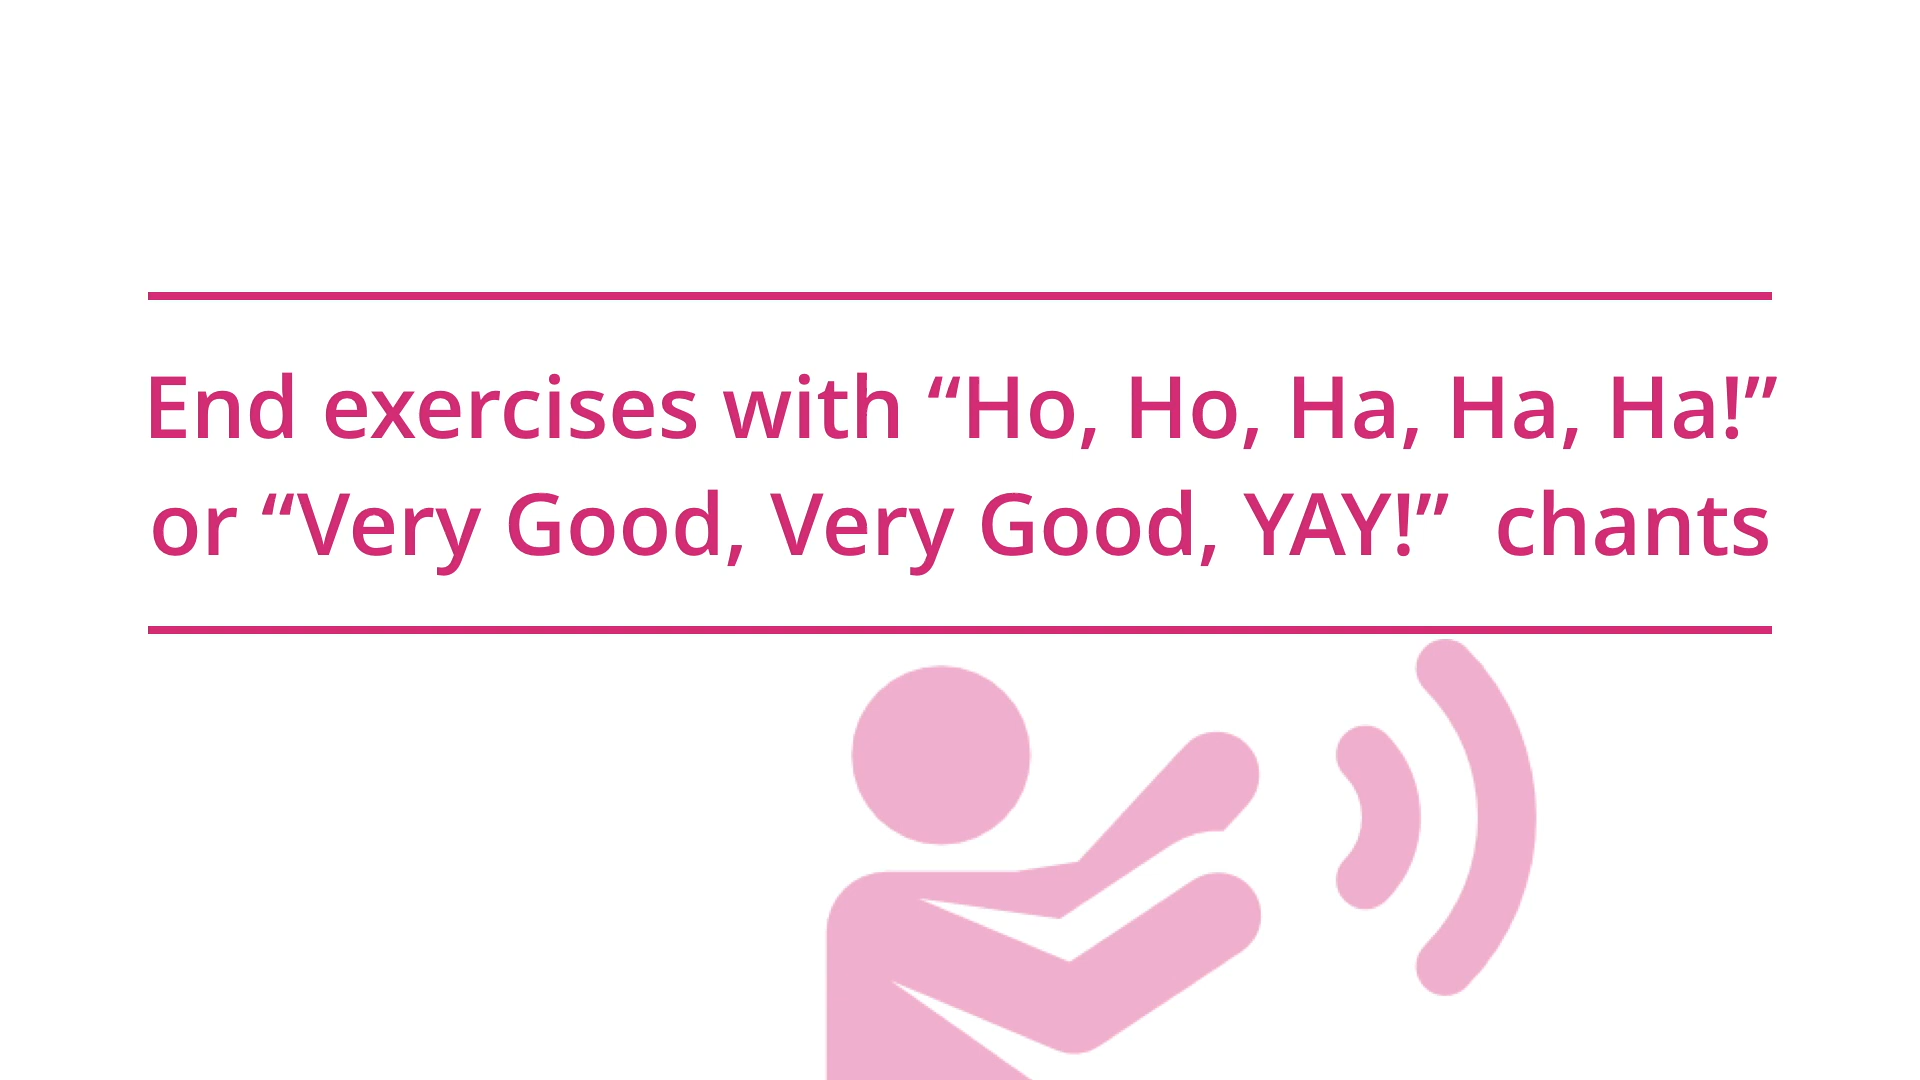 End exercises with “Ho, Ho, Ha, Ha, Ha!”
or “Very Good, Very Good, YAY!”  chants